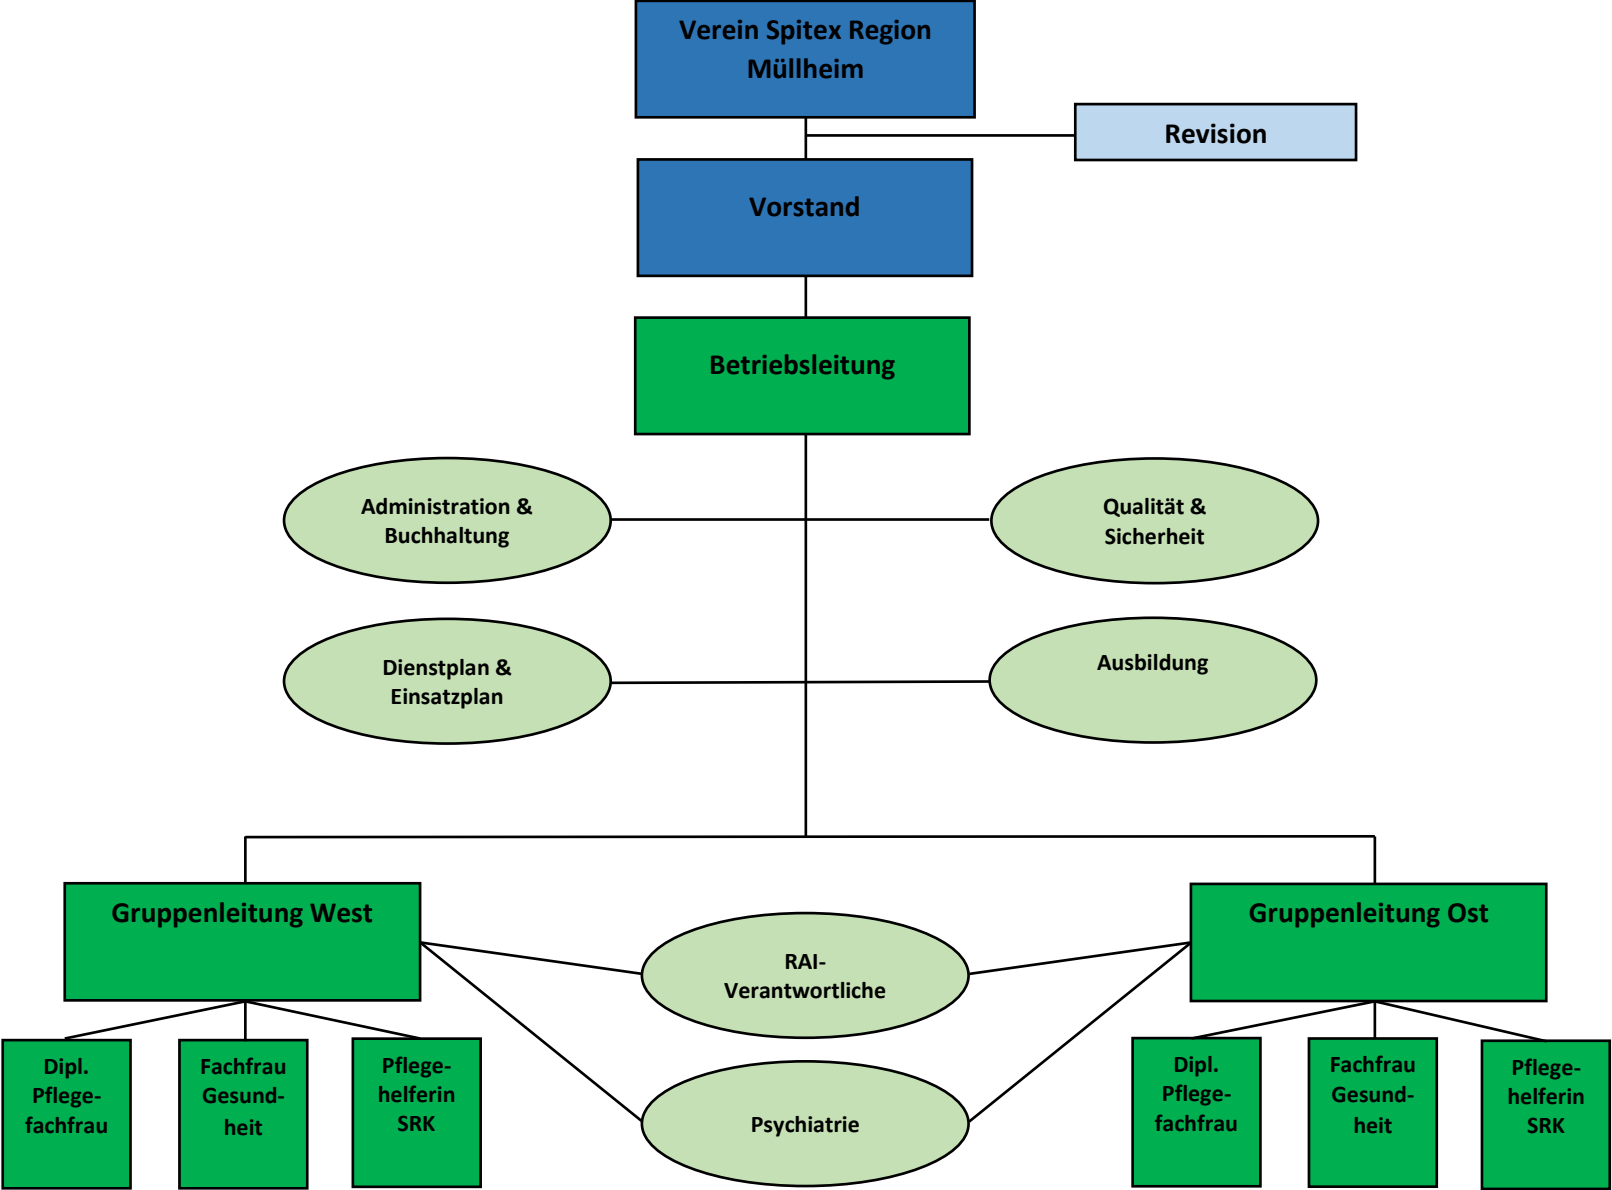 Verein Spitex Region
Müllheim
Revision
Vorstand
Betriebsleitung
Administration &
Buchhaltung
Qualität &
Sicherheit
Dienstplan &
Einsatzplan
Ausbildung
Gruppenleitung West
Gruppenleitung Ost
RAI-
Verantwortliche
Dipl.
Pflege-
fachfrau
Fachfrau
Gesund-
heit
Pflege-
helferin
SRK
Psychiatrie
Dipl.
Pflege-
fachfrau
Fachfrau
Gesund-
heit
Pflege-
helferin
SRK